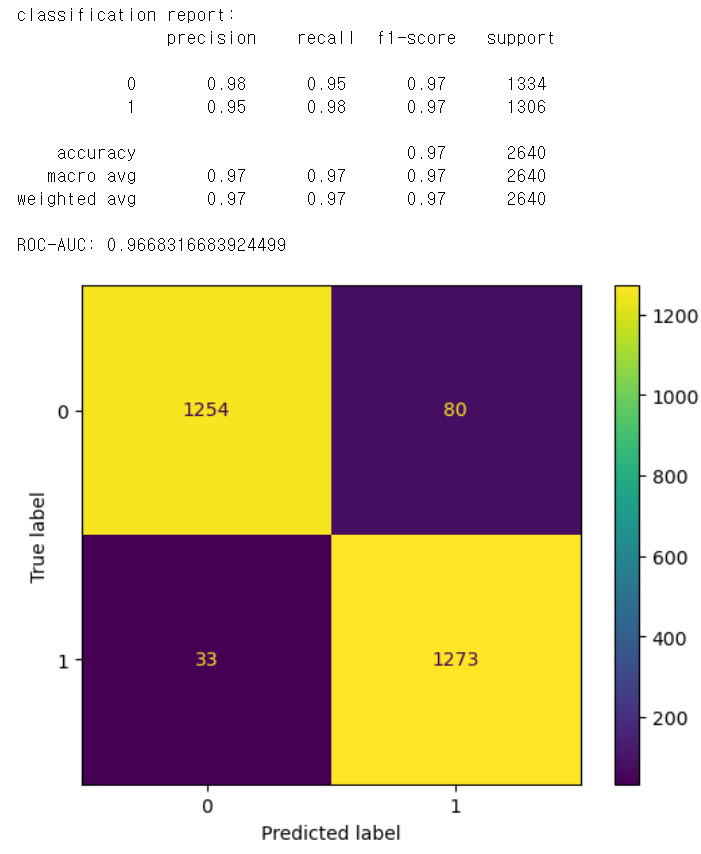 classification report:
precision recall f1-score support
0 0.98 0.95 0.97 1334
1 0.95 0.98 0.97 1306
accuracy 0.97 2640
macro avg 0.97 0.97 0.97 2640
weighted avg 0.97 0.97 0.97 2640
ROC-AUC: 0.9668316683924499
1200
1000
800
600
400
200
True label
0
1254 80
1
33 1273
0 1
Predicted label